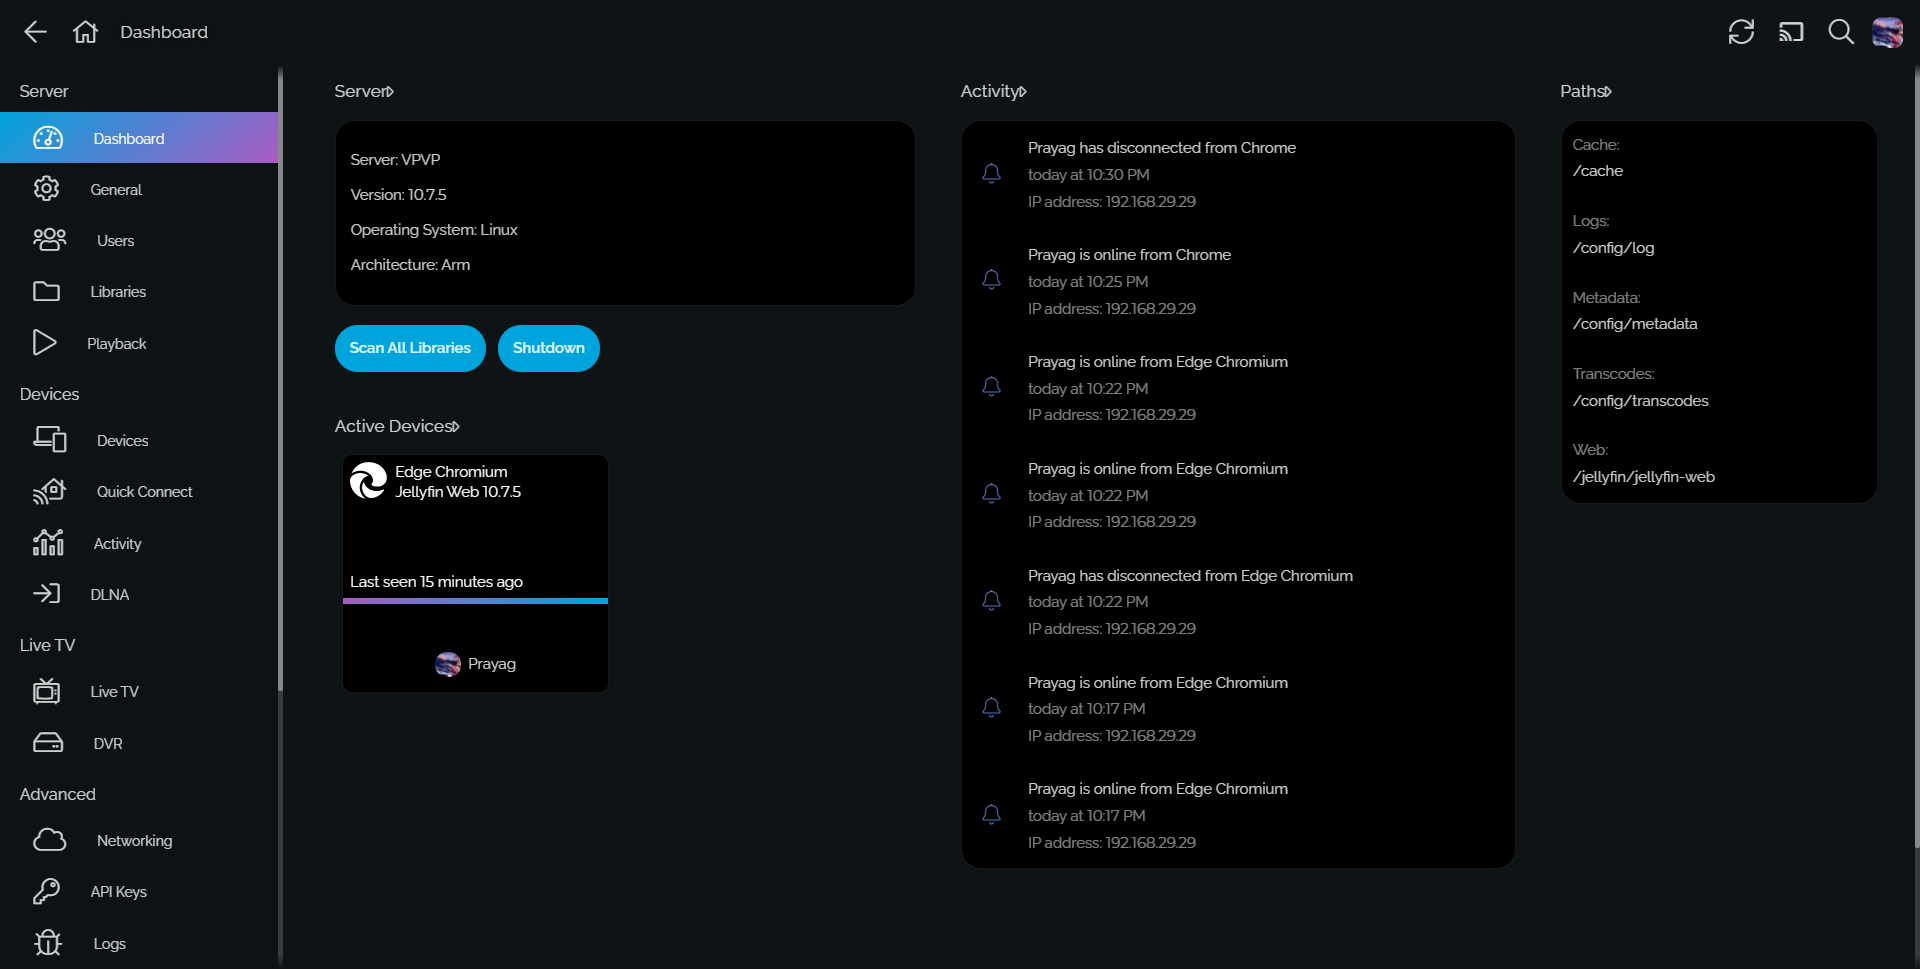 Dashboard
Server
Dashboard
General
Users
Libraries
Playback
Devices
Devices
Quick Connect
Activity
DLNA
Live TV
Live TV
DVR
Advanced
Networking
API Keys
Logs
Server
Server: VPVP
Version: 10.7.5
Operating System: Linux
Architecture: Arm
Scan All Libraries
Shutdown
Active Devices
Edge Chromium
Jellyfin Web 10.7.5
Last seen 15 minutes ago
Prayag
Activity
Prayag has disconnected from Chrome
today at 10:30 PM
IP address: 192.168.29.29
Prayag is online from Chrome
today at 10:25 PM
IP address: 192.168.29.29
Prayag is online from Edge Chromium
today at 10:22 PM
IP address: 192.168.29.29
Prayag is online from Edge Chromium
today at 10:22 PM
IP address: 192.168.29.29
Prayag has disconnected from Edge Chromium
today at 10:22 PM
IP address: 192.168.29.29
Prayag is online from Edge Chromium
today at 10:17 PM
IP address: 192.168.29.29
Prayag is online from Edge Chromium
today at 10:17 PM
IP address: 192.168.29.29
Paths
Cache:
/cache
Logs:
/config/log
Metadata:
/config/metadata
Transcodes:
/config/transcodes
Web:
/jellyfin/jellyfin-web